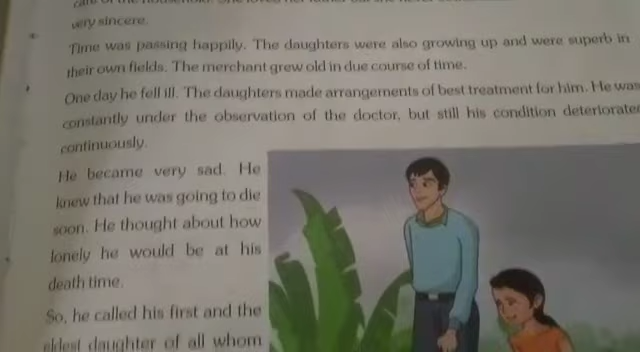 very sincere.
Time was passing happily. The daughters were also growing up and were superb in
their own fields. The merchant grew old in due course of time.
One day he fell ill. The daughters made arrangements of best treatment for him. He was
constantly under the observation of the doctor, but still his condition deteriorated
continuously.
He became very sad. He
knew that he was going to die
soon. He thought about how
lonely he would be at his
death time.
So, he called his first and the
eldest daughter of all whom